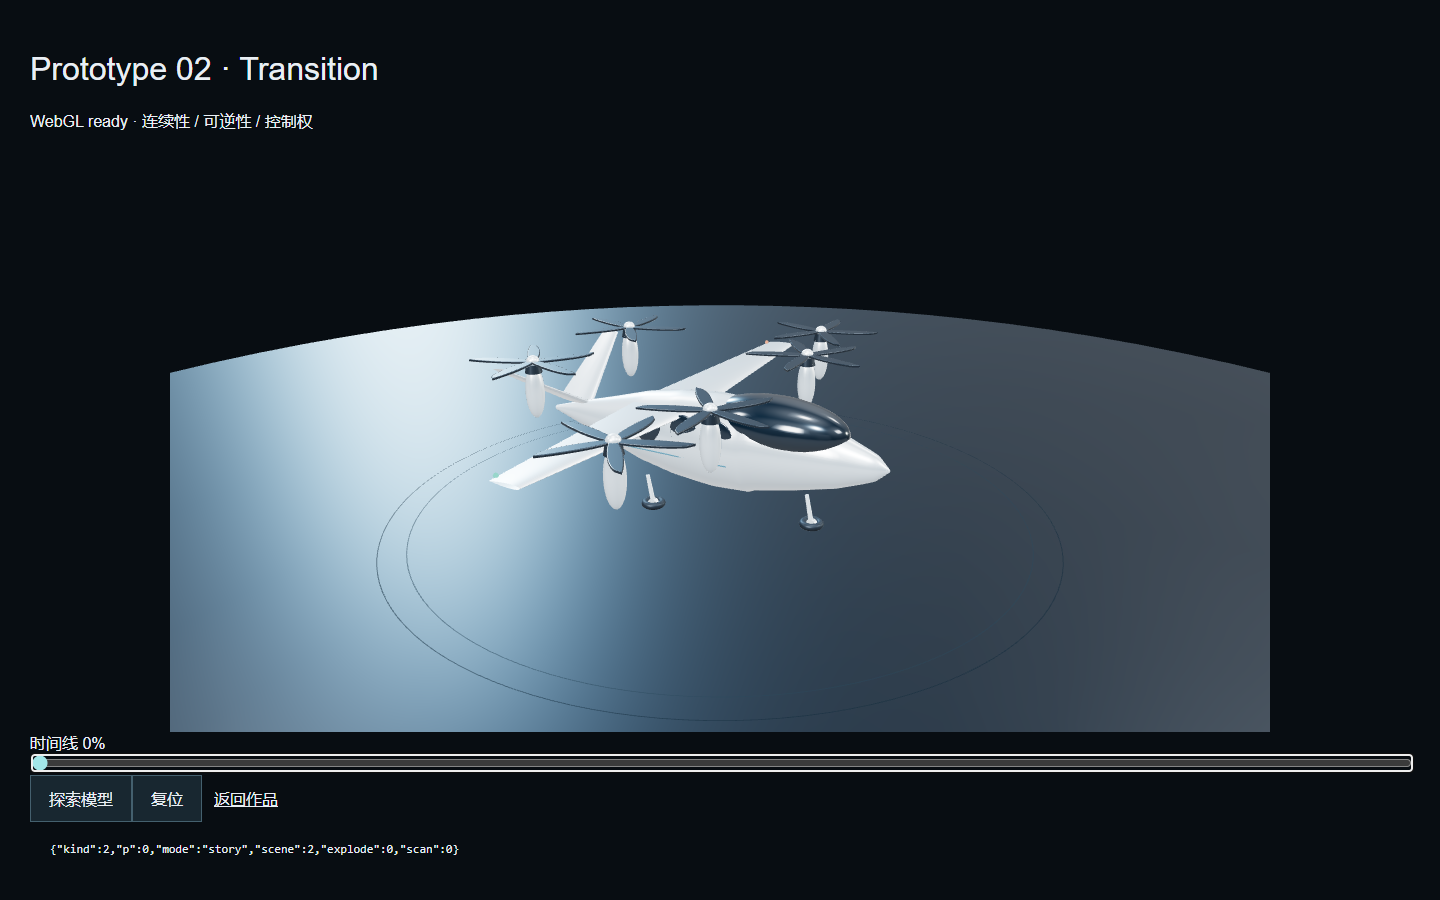 Prototype 02 · Transition
WebGL ready · 连续性 / 可逆性 / 控制权
时间线 0%
探索模型 复位 返回作品
{"kind":2,"p":0,"mode":"story","scene":2,"explode":0,"scan":0}